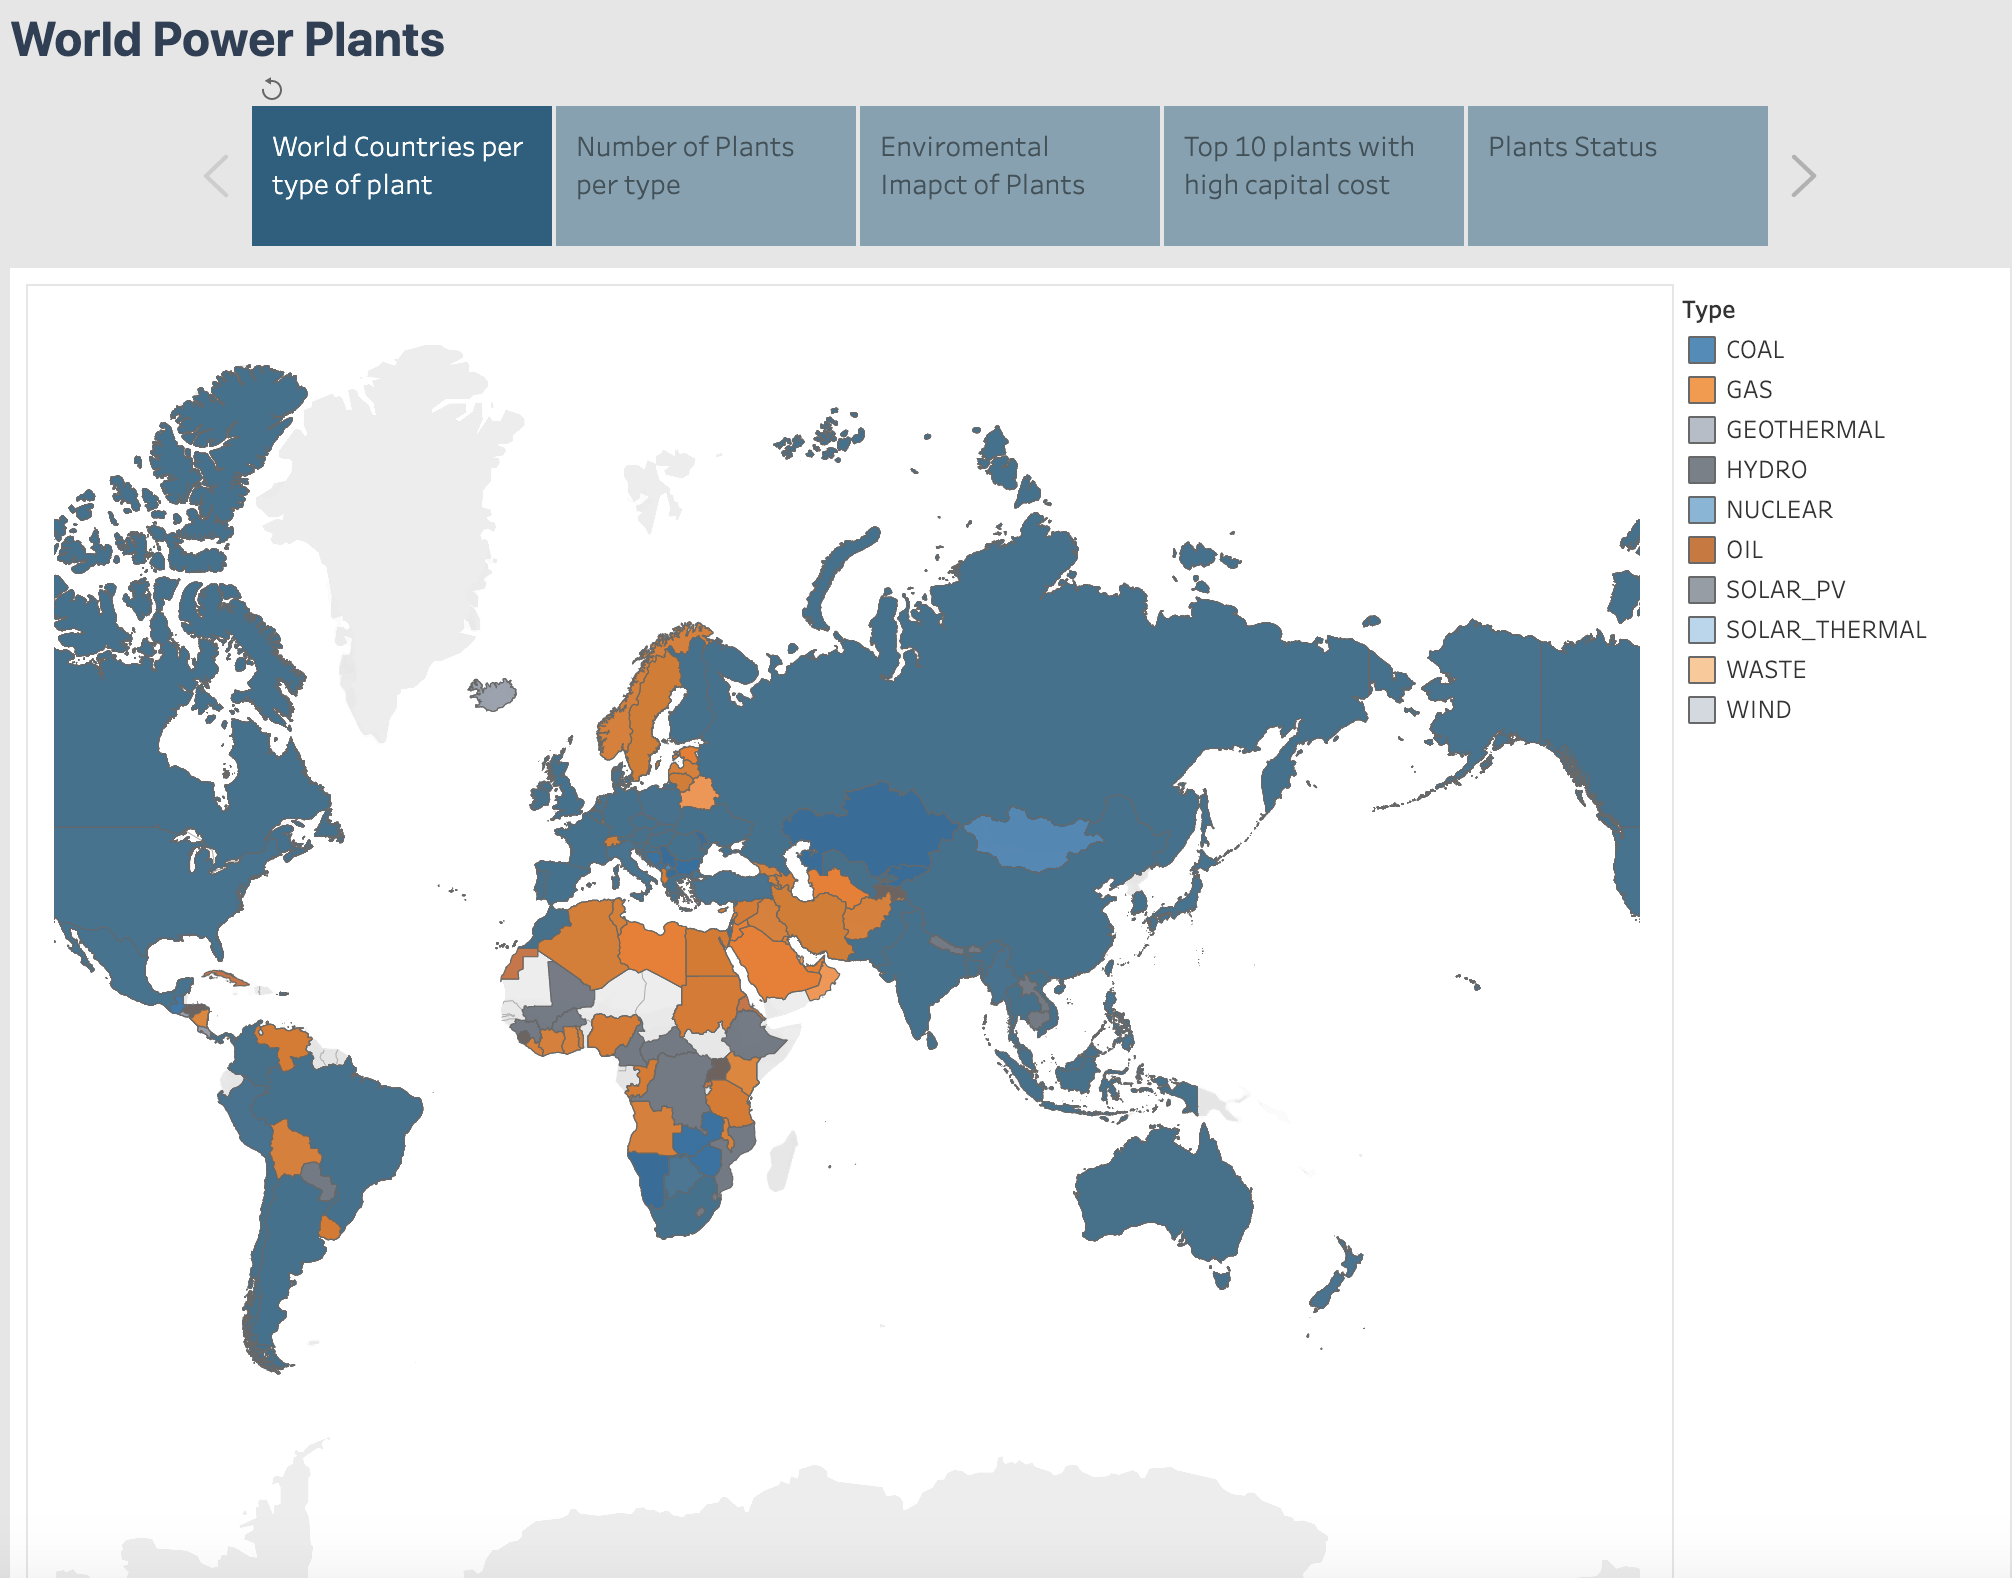 World Power Plants
World Countries per
type of plant
Number of Plants
per type
Enviromental
Imapct of Plants
Top 10 plants with
high capital cost
Plants Status
Type
COAL
GAS
GEOTHERMAL
HYDRO
NUCLEAR
OIL
SOLAR_PV
SOLAR_THERMAL
WASTE
WIND